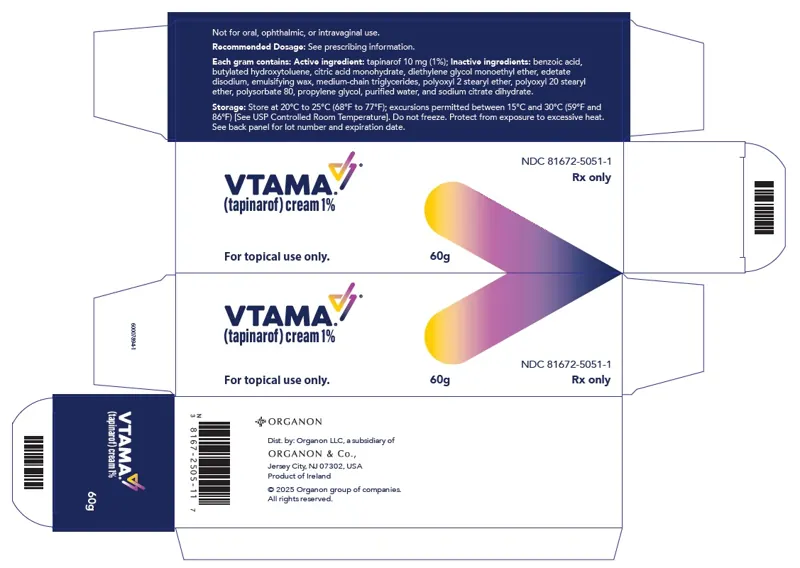 Not for oral, ophthalmic, or intravaginal use.
Recommended Dosage: See prescribing information.
Each gram contains: Active ingredient: tapinarof 10 mg (1%); Inactive ingredients: benzoic acid,
butylated hydroxytoluene, citric acid monohydrate, diethylene glycol monoethyl ether, edetate
disodium, emulsifying wax, medium-chain triglycerides, polyoxyl 2 stearyl ether, polyoxyl 20 stearyl
ether, polysorbate 80, propylene glycol, purified water, and sodium citrate dihydrate.
Storage: Store at 20°C to 25°C (68°F to 77°F); excursions permitted between 15°C and 30°C (59°F and
86°F) [See USP Controlled Room Temperature]. Do not freeze. Protect from exposure to excessive heat.
See back panel for lot number and expiration date.
NDC 81672-5051-1
Rx only
VTAMA®
(tapinarof) cream 1%
For topical use only.
60g
VTAMA®
(tapinarof) cream 1%
For topical use only.
60g
NDC 81672-5051-1
Rx only
VTAMA®
(tapinarof) cream 1%
60g
N
3 8167-2505-11 7
ORGANON
Dist. by: Organon LLC, a subsidiary of
ORGANON & Co.,
Jersey City, NJ 07302, USA
Product of Ireland
© 2025 Organon group of companies.
All rights reserved.